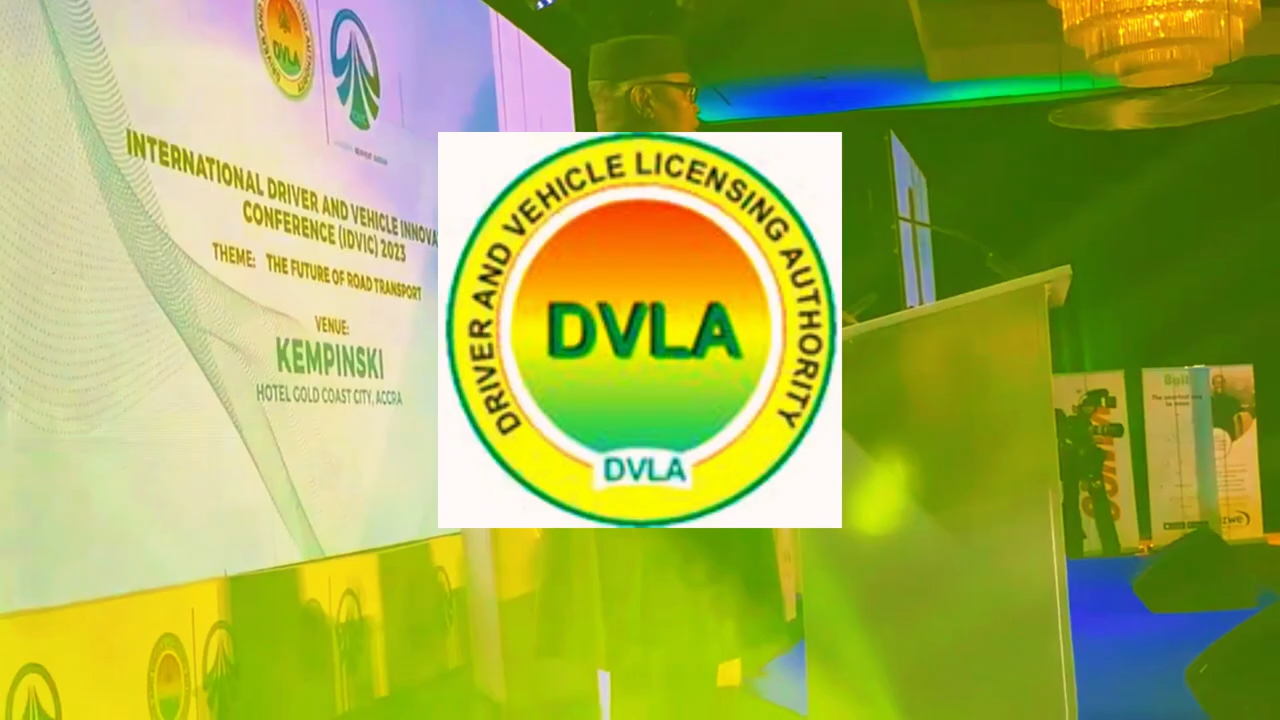 DVLA
INTERNATIONAL DRIVER AND VEHICLE
CONFERENCE (IDVIC) 2023
THEME: THE FUTURE OF ROAD TRANSPORT
VENUE:
KEMPINSKI
HOTEL GOLD COAST CITY, ACCRA
DRIVER AND VEHICLE LICENSING AUTHORITY
DVLA
DVLA